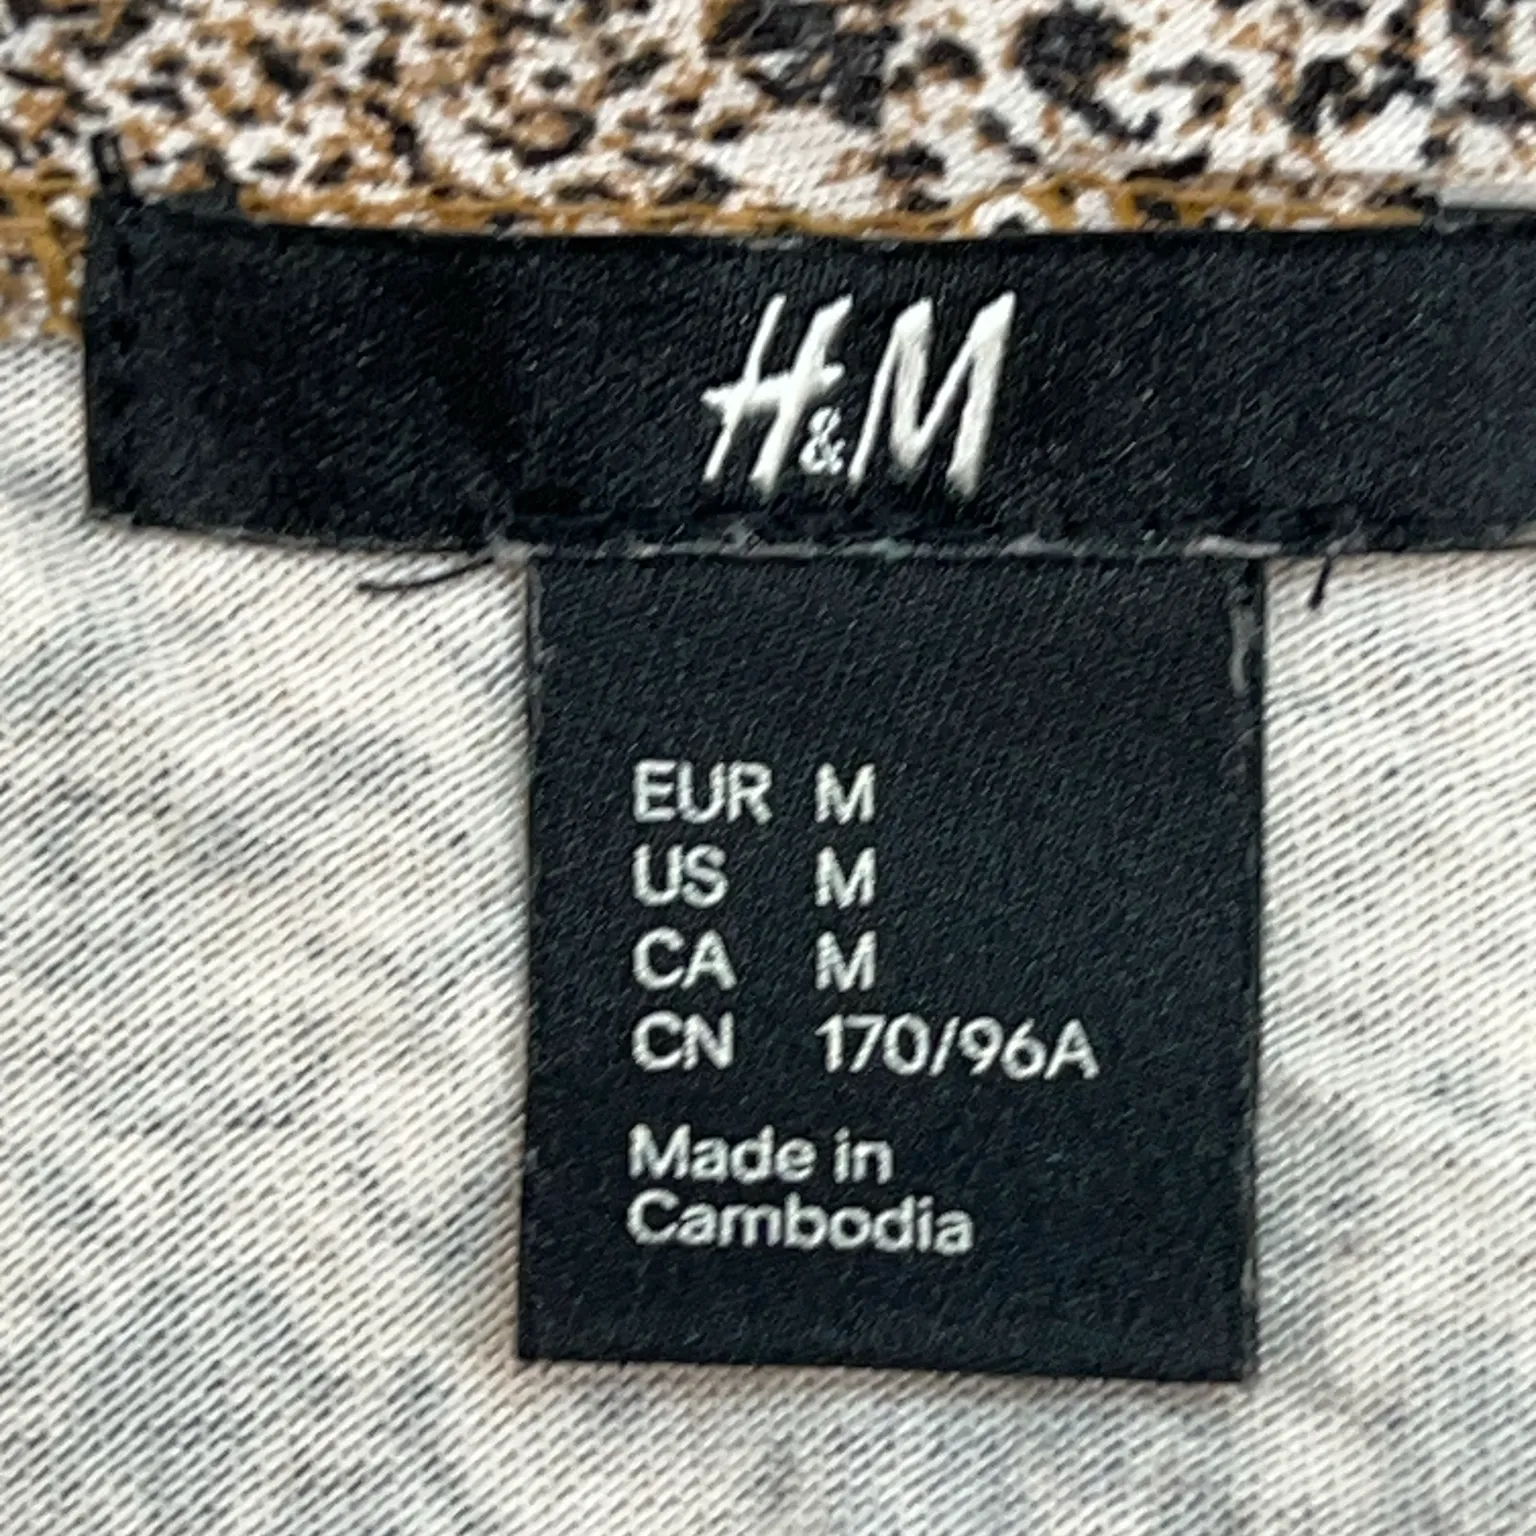 H&M
EUR M
US M
CA M
CN 170/96A
Made in
Cambodia